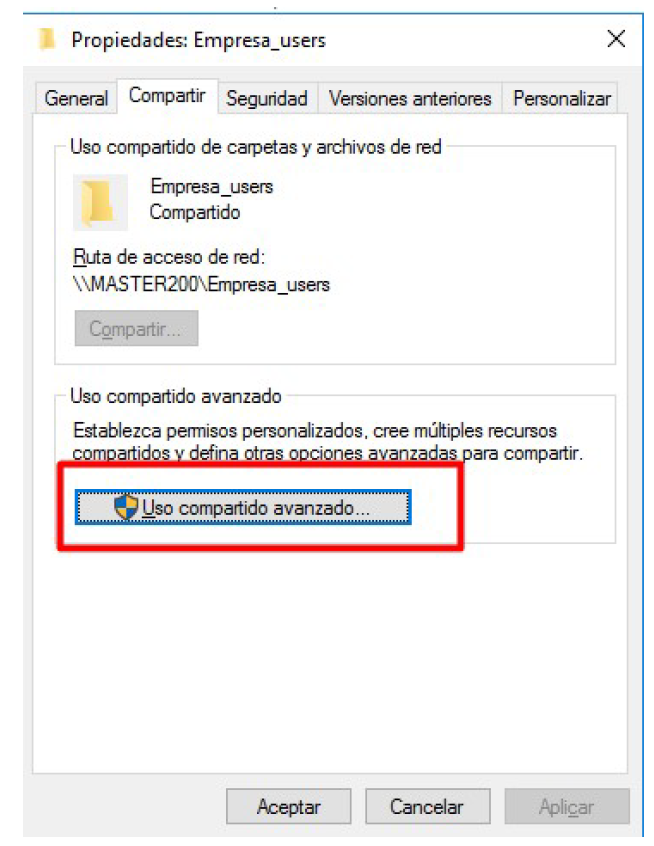 Propiedades: Empresa_users
General Compartir Seguridad Versiones anteriores Personalizar
Uso compartido de carpetas y archivos de red
Empresa_users
Compartido
Ruta de acceso de red:
\\MASTER200\Empresa_users
Compartir...
Uso compartido avanzado
Establezca permisos personalizados, cree múltiples recursos
compartidos y defina otras opciones avanzadas para compartir.
Uso compartido avanzado...
Aceptar Cancelar Aplicar